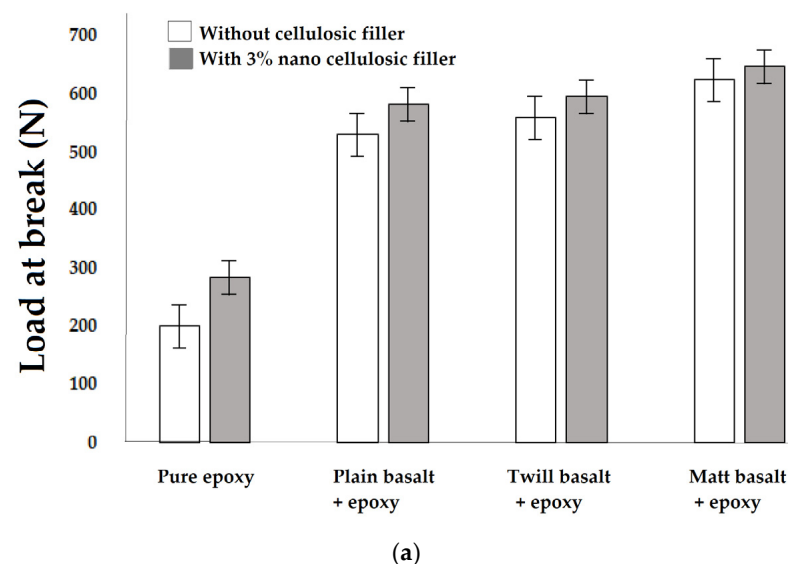 Load at break (N)
700
600
500
400
300
200
100
0
Without cellulosic filler
With 3% nano cellulosic filler
Pure epoxy
Plain basalt
+ epoxy
Twill basalt
+ epoxy
Matt basalt
+ epoxy
(a)